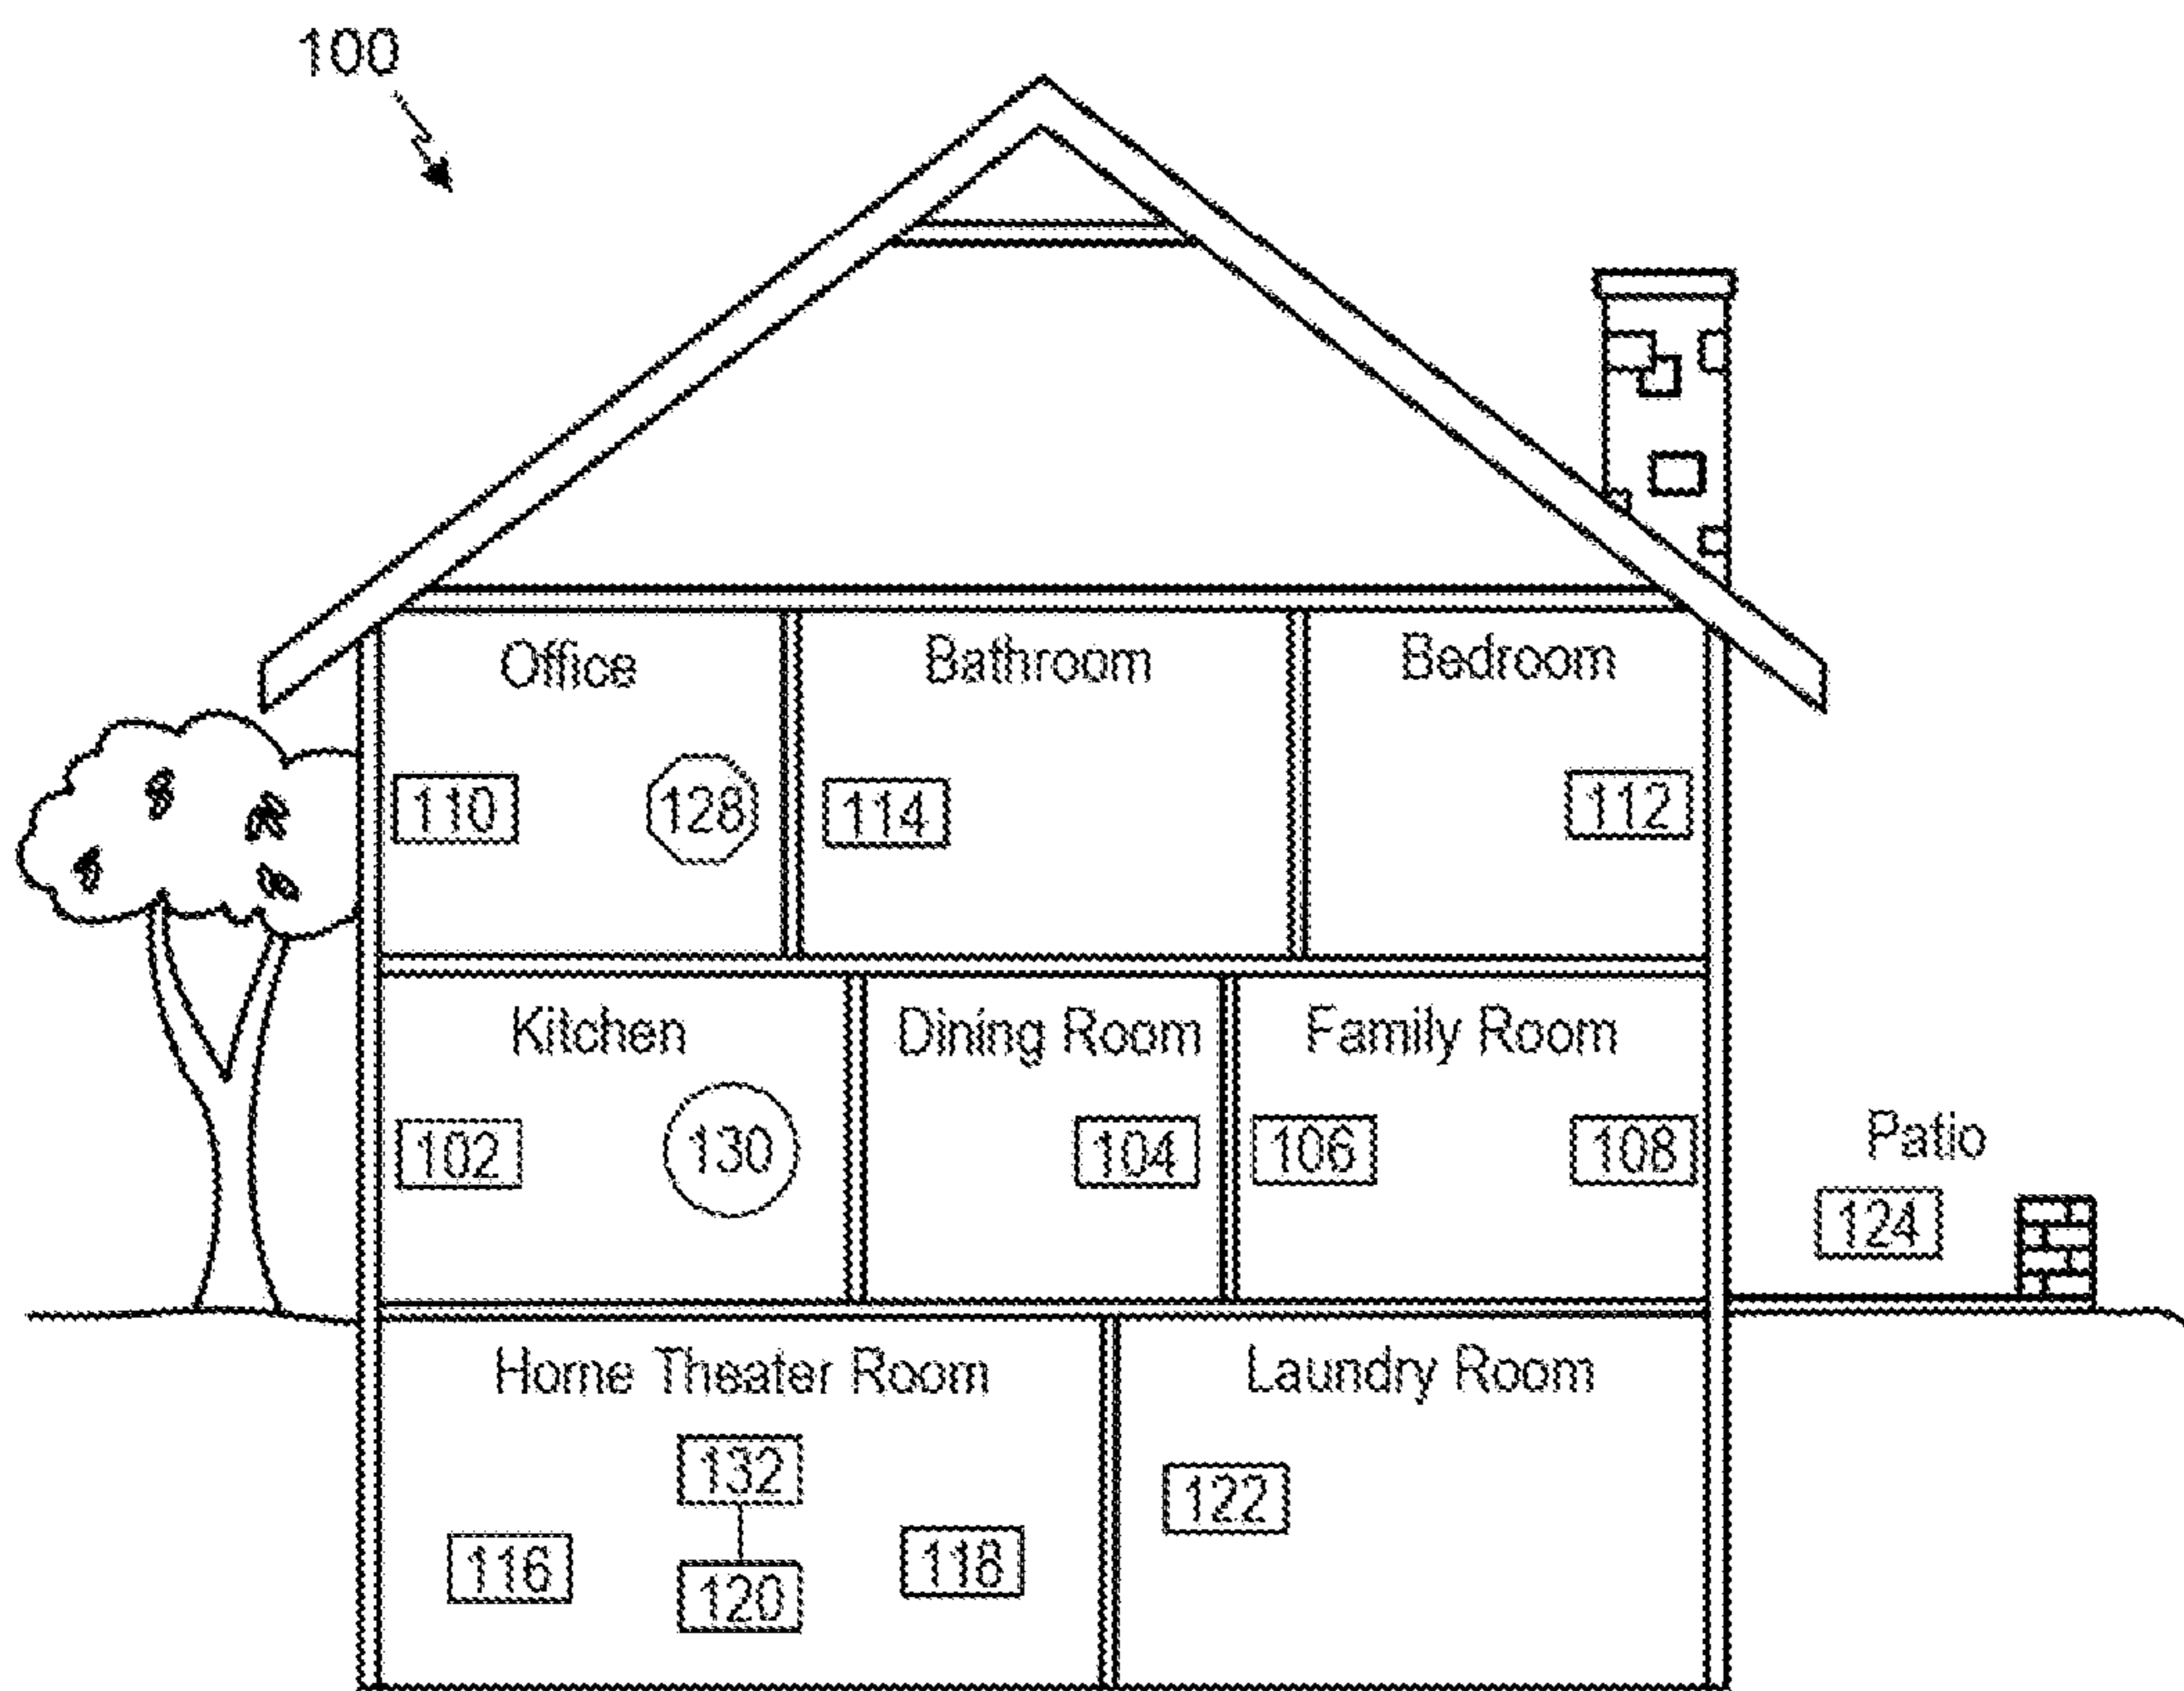 100
Office Bathroom Bedroom
110 128 114 112
Kitchen Dining Room Family Room
102 130 104 106 108
Patio
124
Home Theater Room Laundry Room
132
122
116 120 118